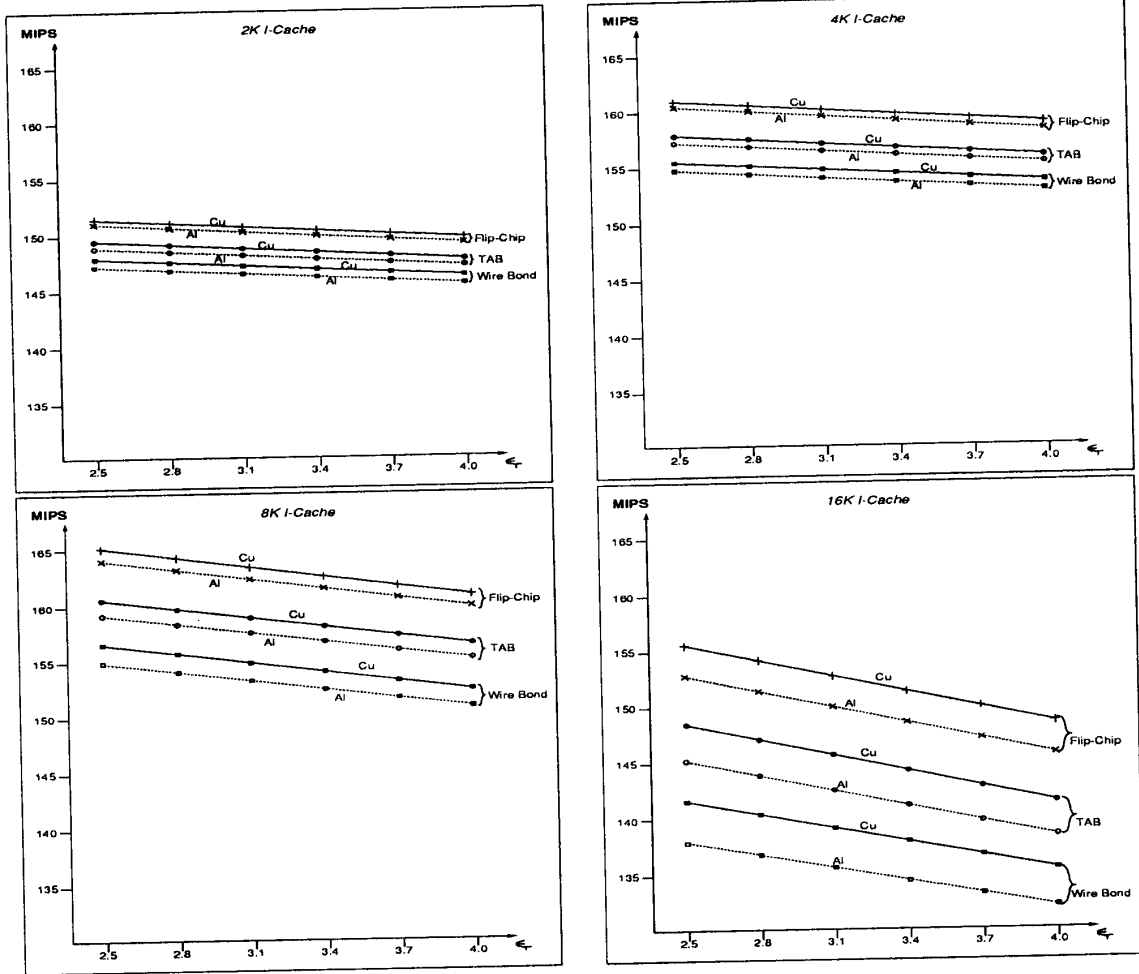 2K I-Cache
MIPS
165
160
155
150
145
140
135
Cu
Al
Flip-Chip
Cu
Al
TAB
Cu
Al
Wire Bond
2.5 2.8 3.1 3.4 3.7 4.0 ϵr
4K I-Cache
MIPS
165
160
155
150
145
140
135
Cu
Al
Flip-Chip
Cu
Al
TAB
Cu
Al
Wire Bond
2.5 2.8 3.1 3.4 3.7 4.0 ϵr
8K I-Cache
MIPS
165
160
155
150
145
140
135
Cu
Al
Flip-Chip
Cu
Al
TAB
Cu
Al
Wire Bond
2.5 2.8 3.1 3.4 3.7 4.0 ϵr
16K I-Cache
MIPS
165
160
155
150
145
140
135
Cu
Al
Flip-Chip
Cu
Al
TAB
Cu
Al
Wire Bond
2.5 2.8 3.1 3.4 3.7 4.0 ϵr